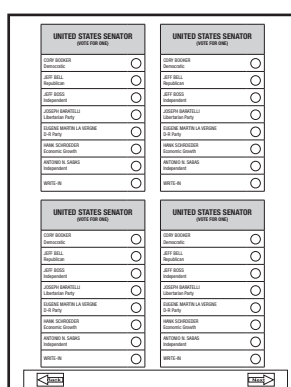 UNITED STATES SENATOR
(VOTE FOR ONE)
CORY BOOKER
Democratic
JEFF BELL
Republican
JEFF BOSS
Independent
JOSEPH BARATELLI
Libertarian Party
EUGENE MARTIN LA VERGNE
D-R Party
HANK SCHROEDER
Economic Growth
ANTONIO N. SABAS
Independent
WRITE-IN
UNITED STATES SENATOR
(VOTE FOR ONE)
CORY BOOKER
Democratic
JEFF BELL
Republican
JEFF BOSS
Independent
JOSEPH BARATELLI
Libertarian Party
EUGENE MARTIN LA VERGNE
D-R Party
HANK SCHROEDER
Economic Growth
ANTONIO N. SABAS
Independent
WRITE-IN
UNITED STATES SENATOR
(VOTE FOR ONE)
CORY BOOKER
Democratic
JEFF BELL
Republican
JEFF BOSS
Independent
JOSEPH BARATELLI
Libertarian Party
EUGENE MARTIN LA VERGNE
D-R Party
HANK SCHROEDER
Economic Growth
ANTONIO N. SABAS
Independent
WRITE-IN
UNITED STATES SENATOR
(VOTE FOR ONE)
CORY BOOKER
Democratic
JEFF BELL
Republican
JEFF BOSS
Independent
JOSEPH BARATELLI
Libertarian Party
EUGENE MARTIN LA VERGNE
D-R Party
HANK SCHROEDER
Economic Growth
ANTONIO N. SABAS
Independent
WRITE-IN
Back
Next